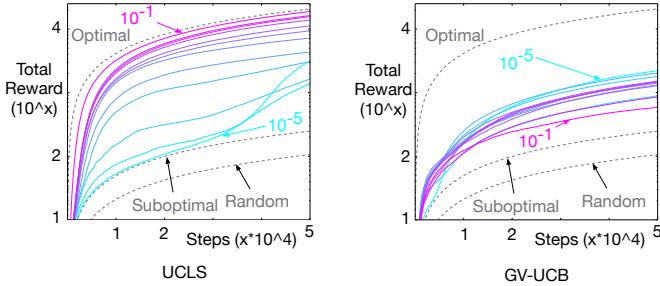 4
10^-1
Optimal
Total
Reward
(10^x)
2
10^-5
Suboptimal
Random
1
1
2
Steps (x*10^4)
5
UCLS
4
Optimal
10^-5
Total
Reward
(10^x)
2
10^-1
Suboptimal
Random
1
1
2
Steps (x*10^4)
5
GV-UCB